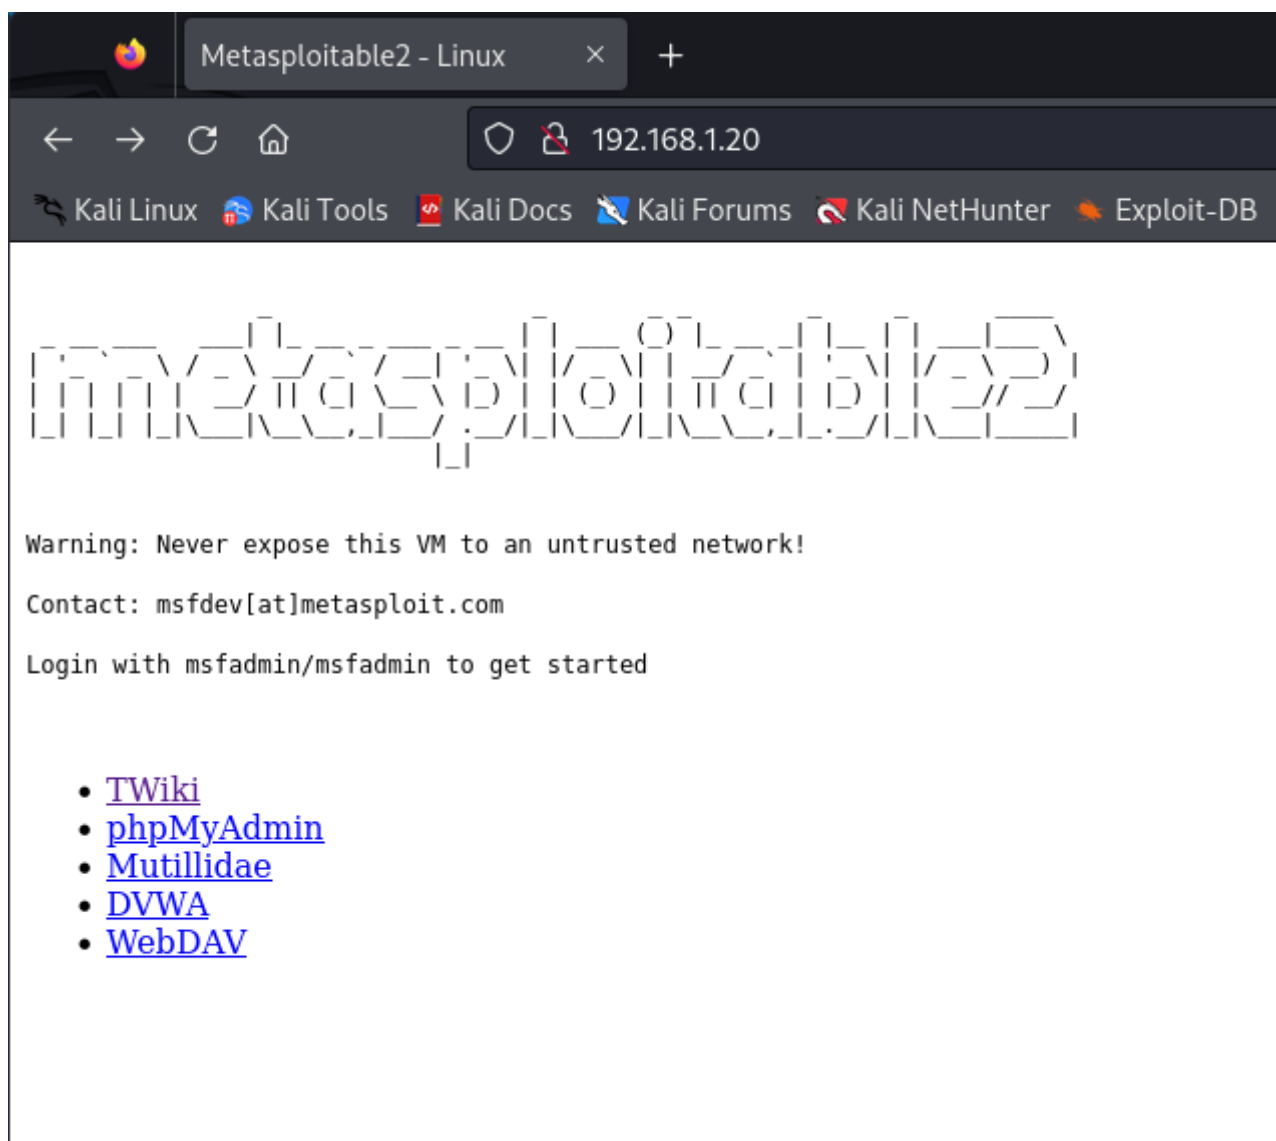 Metasploitable2 - Linux
192.168.1.20
Kali Linux Kali Tools Kali Docs Kali Forums Kali NetHunter Exploit-DB
metasploitable2
Warning: Never expose this VM to an untrusted network!
Contact: msfdev[at]metasploit.com
Login with msfadmin/msfadmin to get started
TWiki
phpMyAdmin
Mutillidae
DVWA
WebDAV